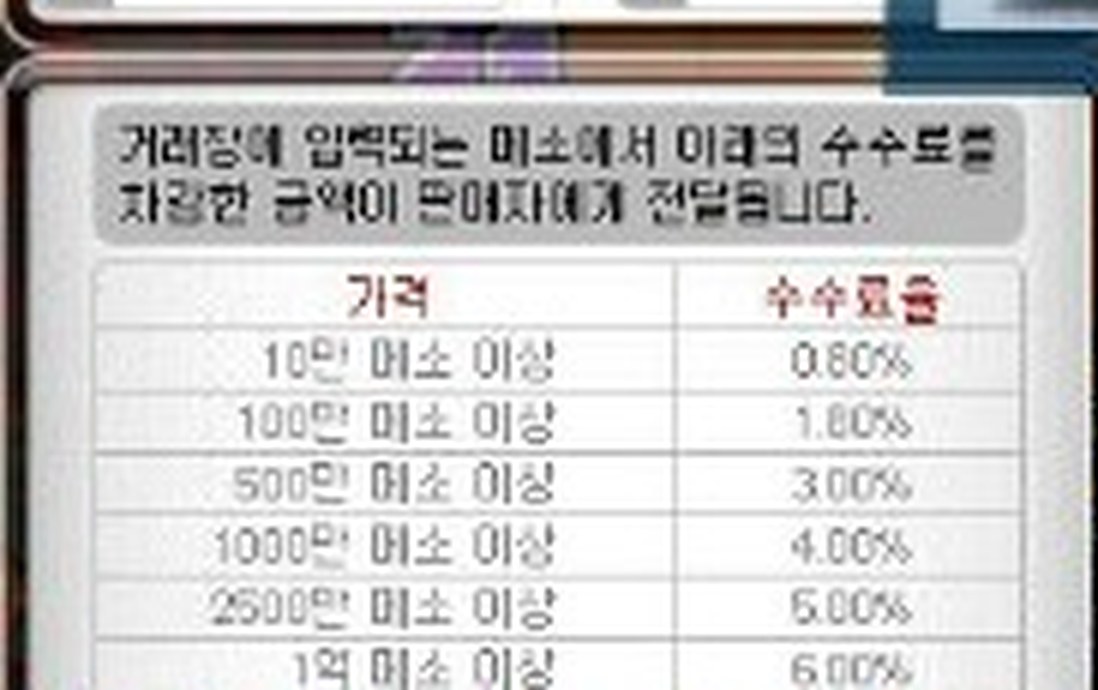 거래창에 입력되는 메소에서 아래의 수수료를
차감한 금액이 판매자에게 전달됩니다.
가격 수수료율
10만 메소 이상 0.80%
100만 메소 이상 1.80%
500만 메소 이상 3.00%
1000만 메소 이상 4.00%
2500만 메소 이상 5.00%
1억 메소 이상 6.00%